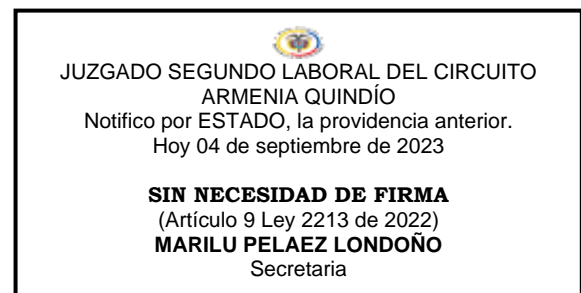 JUZGADO SEGUNDO LABORAL DEL CIRCUITO
ARMENIA QUINDÍO
Notifico por ESTADO, la providencia anterior.
Hoy 04 de septiembre de 2023
SIN NECESIDAD DE FIRMA
(Artículo 9 Ley 2213 de 2022)
MARILU PELAEZ LONDOÑO
Secretaria